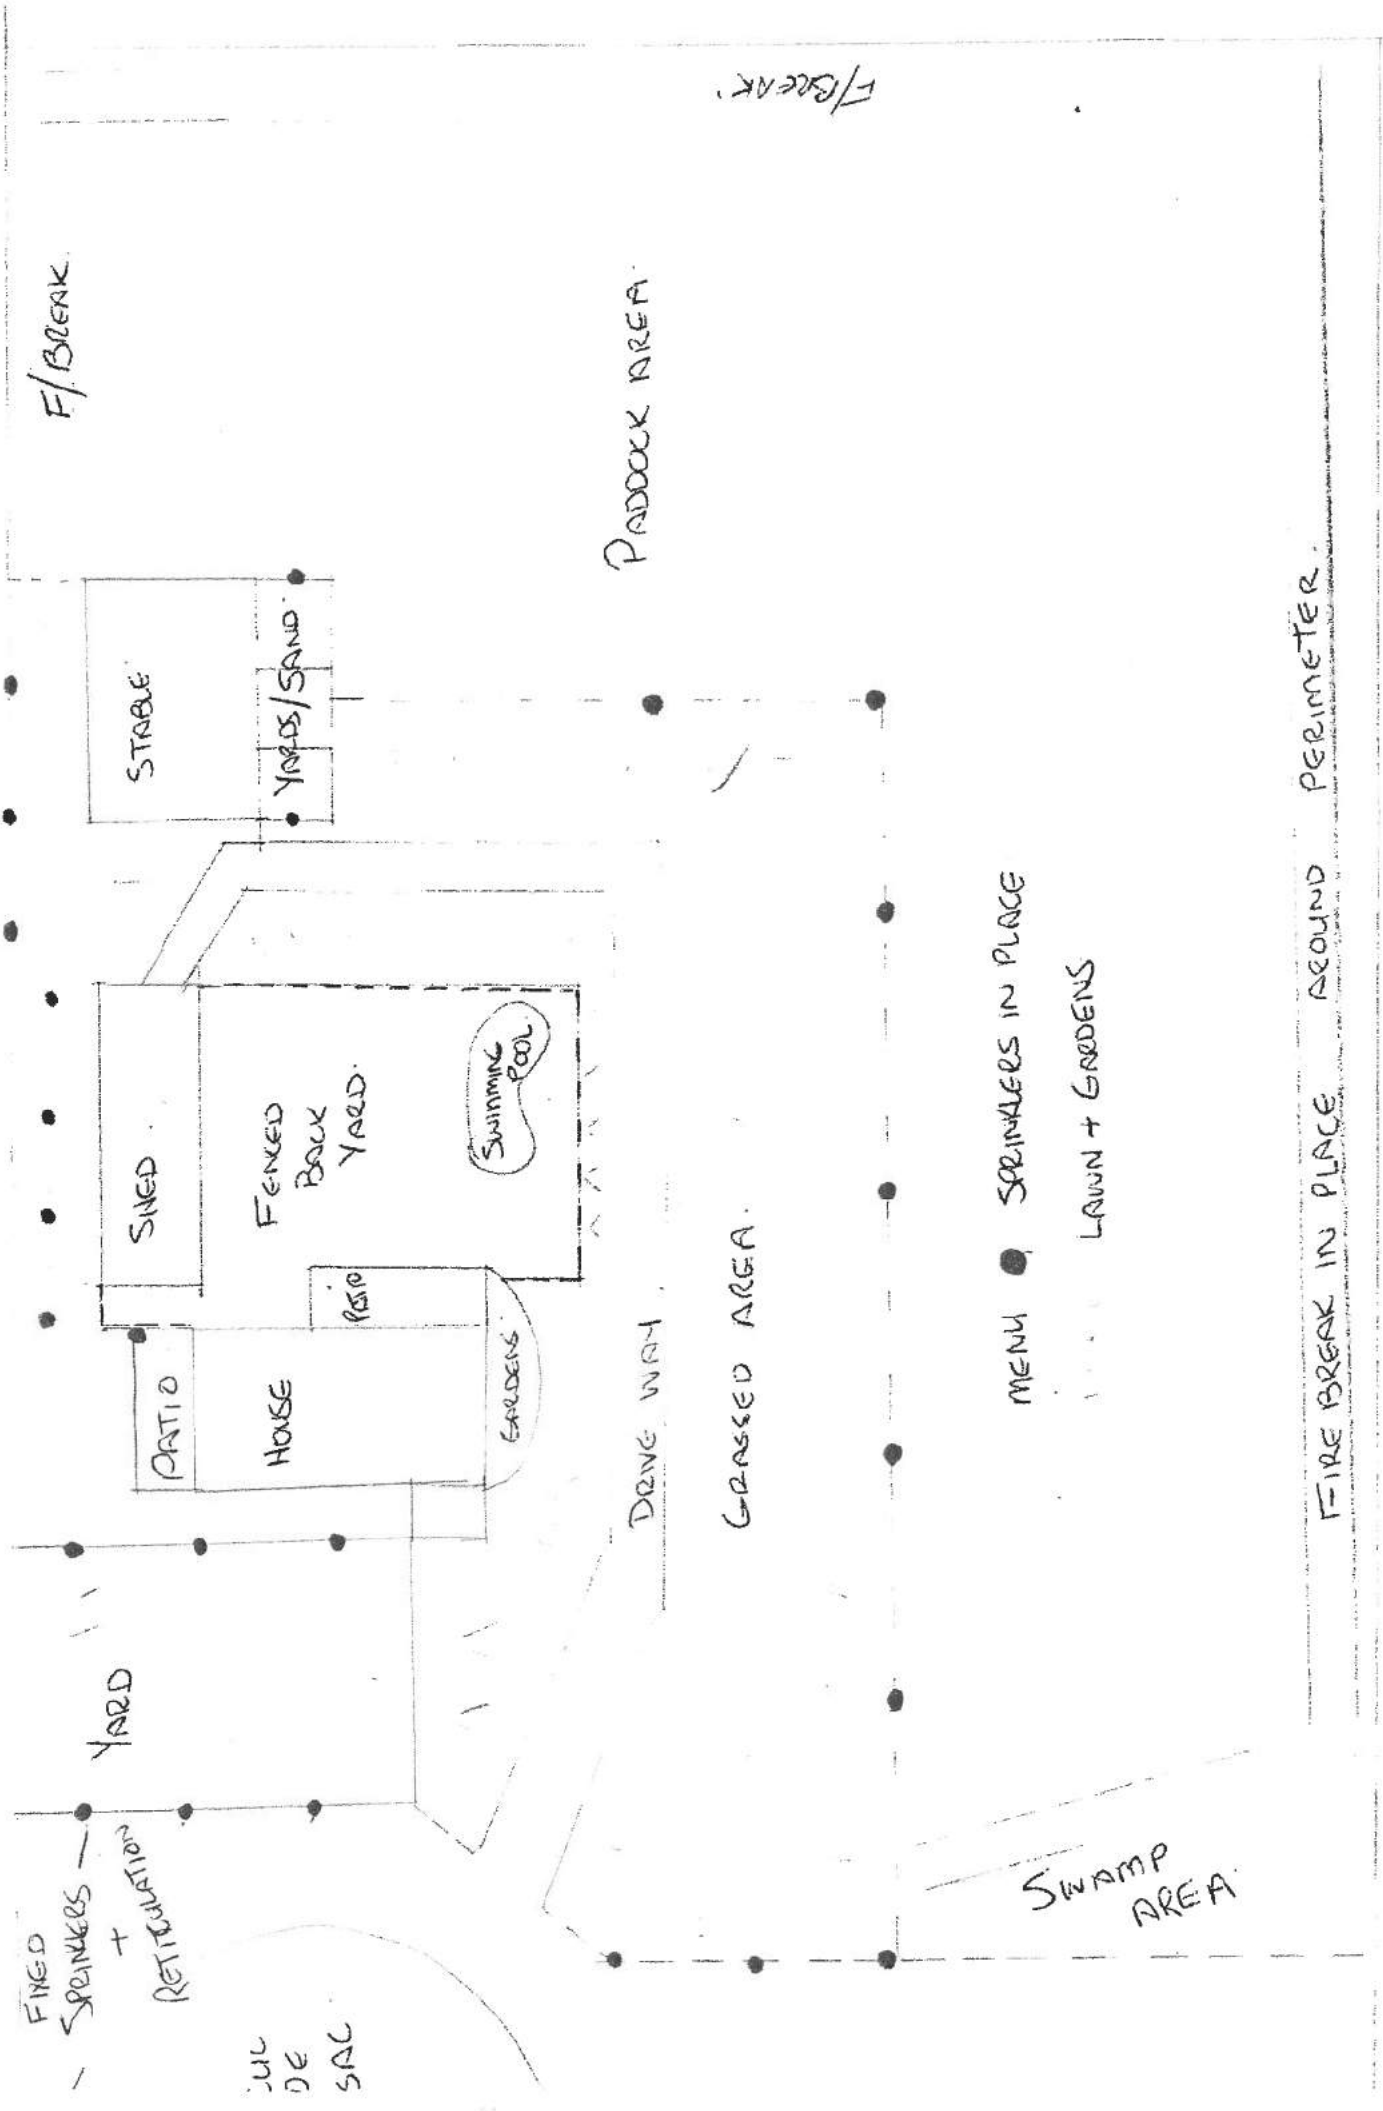 F/BREAK.
F/BREAK.
STABLE
YARDS/SAND.
PADDOCK AREA.
SHED.
FENCED
BACK
YARD.
SWIMMING
POOL.
PATIO
PATIO
HOUSE
GARDENS
DRIVE WAY
GRASSED AREA.
YARD
FIXED
- SPRINKLERS -
+
RETICULATION
DE
SAC
MENU SPRINKLERS IN PLACE
LAWN + GARDENS
SWAMP
AREA
FIRE BREAK IN PLACE AROUND PERIMETER.